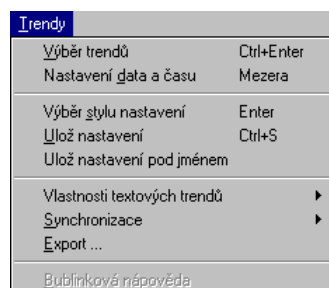 Trendy
Výběr trendů Ctrl+Enter
Nastavení data a času Mezera
Výběr stylu nastavení Enter
Ulož nastavení Ctrl+S
Ulož nastavení pod jménem
Vlastnosti textových trendů
Synchronizace
Export ...
Bublinková nápověda